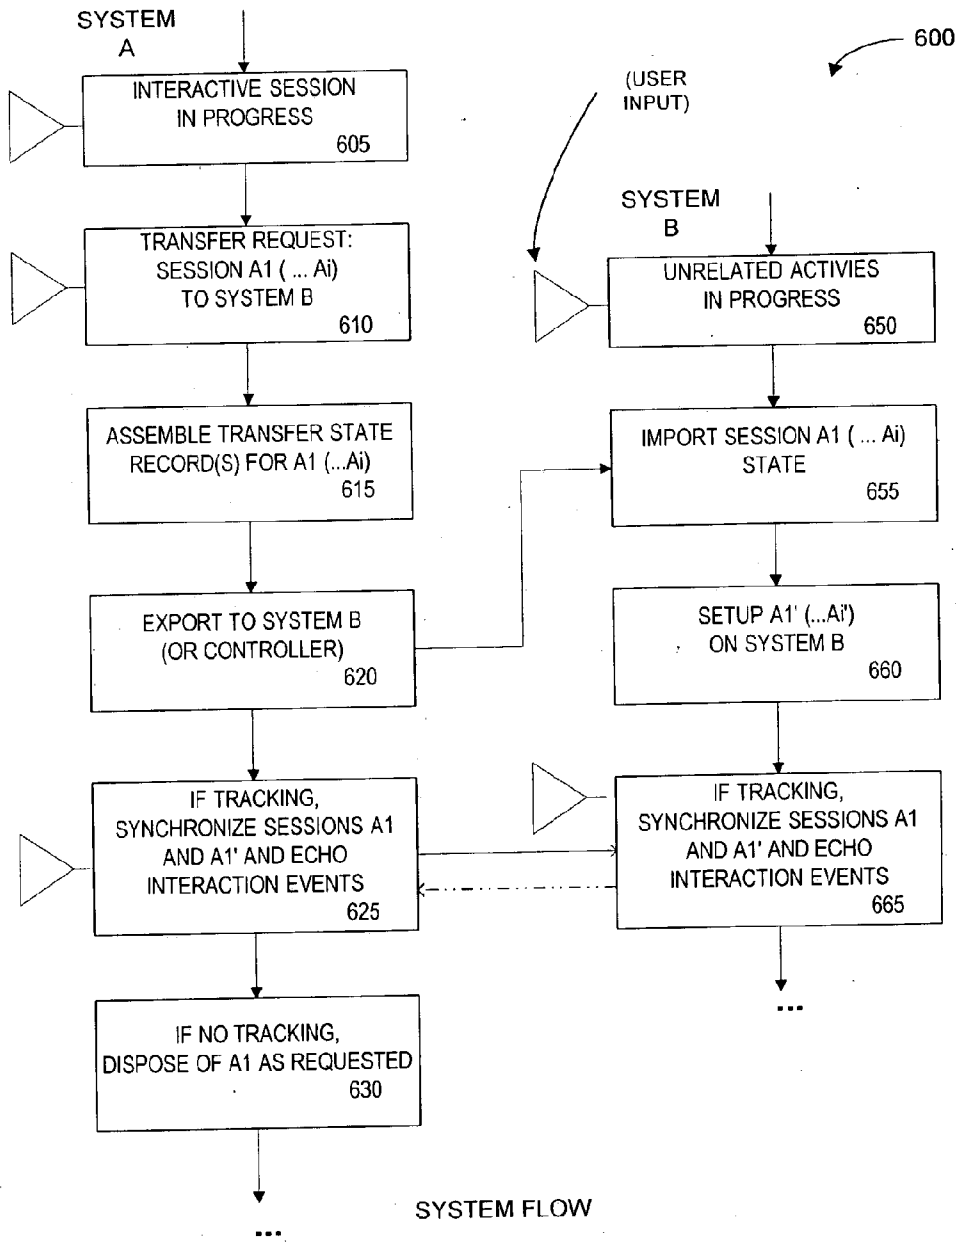 SYSTEM
A
600
INTERACTIVE SESSION
IN PROGRESS
605
(USER
INPUT)
TRANSFER REQUEST:
SESSION A1 ( ... Ai)
TO SYSTEM B
610
SYSTEM
B
UNRELATED ACTIVIES
IN PROGRESS
650
ASSEMBLE TRANSFER STATE
RECORD(S) FOR A1 (...Ai)
615
IMPORT SESSION A1 ( ... Ai)
STATE
655
EXPORT TO SYSTEM B
(OR CONTROLLER)
620
SETUP A1' (...Ai')
ON SYSTEM B
660
IF TRACKING,
SYNCHRONIZE SESSIONS A1
AND A1' AND ECHO
INTERACTION EVENTS
625
IF TRACKING,
SYNCHRONIZE SESSIONS A1
AND A1' AND ECHO
INTERACTION EVENTS
665
...
IF NO TRACKING,
DISPOSE OF A1 AS REQUESTED
630
...
SYSTEM FLOW